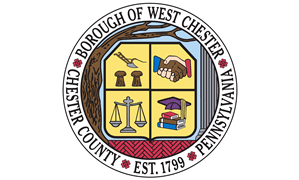 BOROUGH OF WEST CHESTER
CHESTER COUNTY
EST. 1799
PENNSYLVANIA